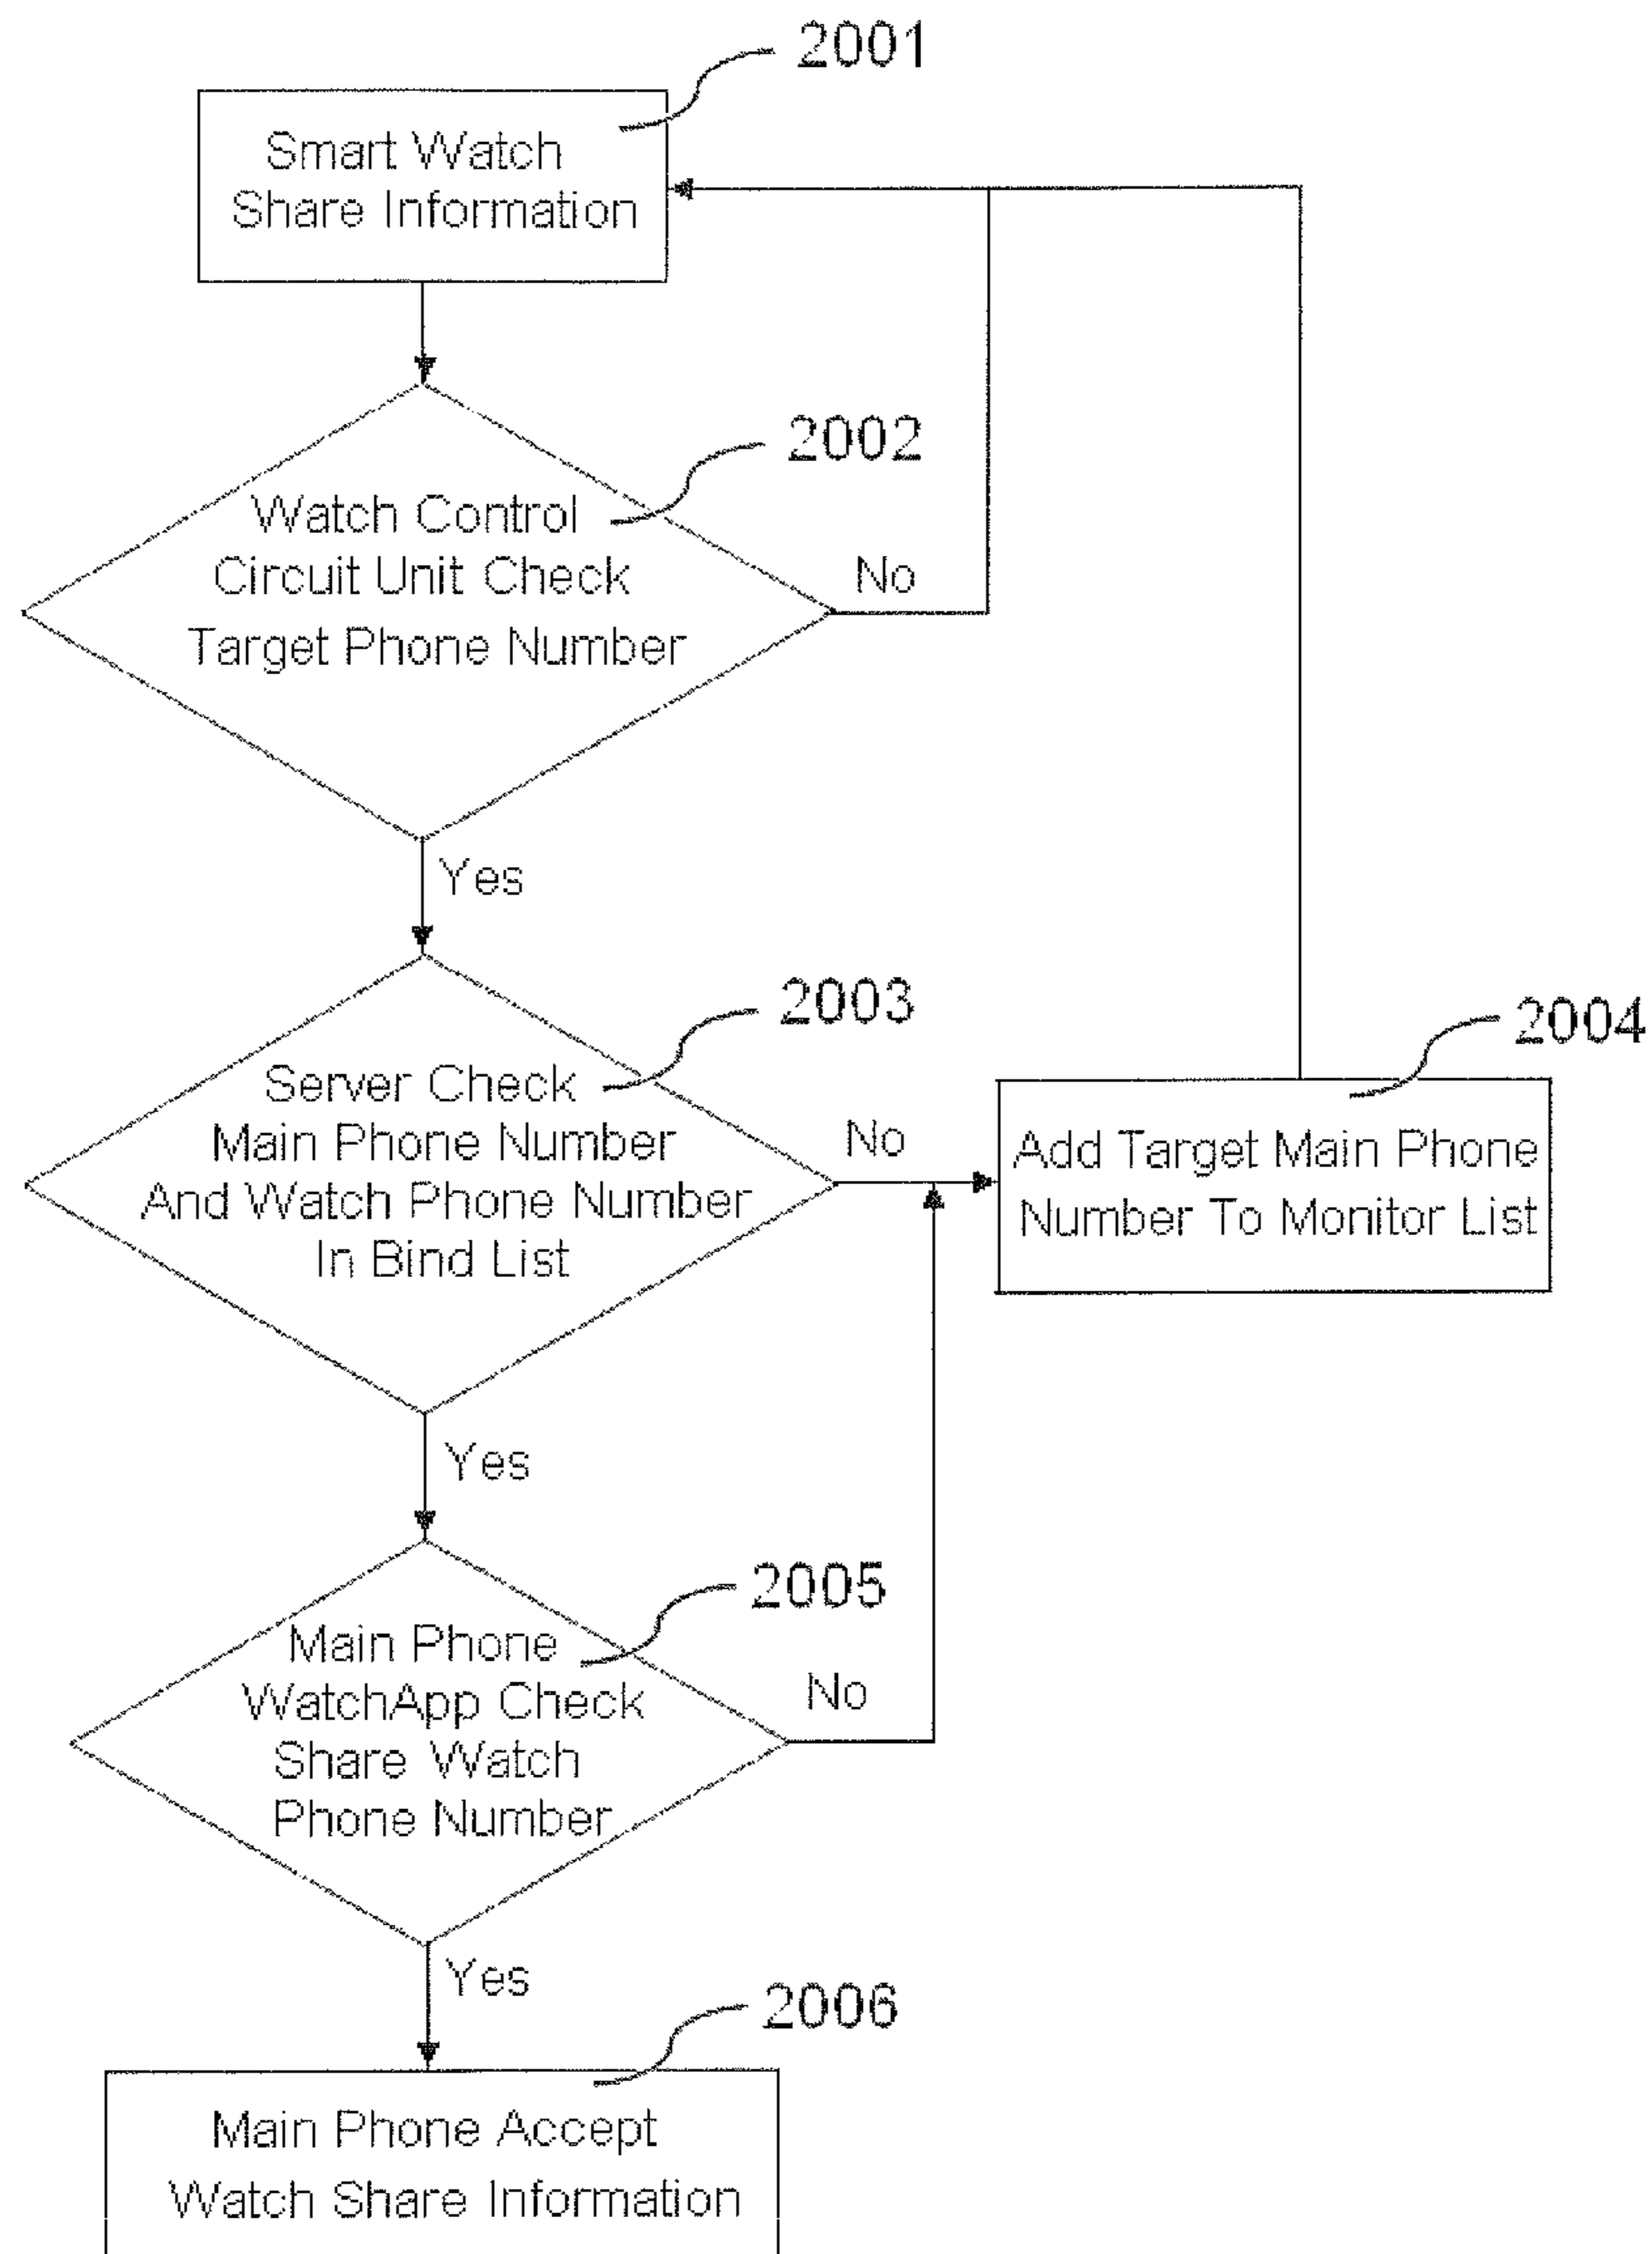 2001
Smart Watch
Share Information
2002
Watch Control
Circuit Unit Check
Target Phone Number
No
Yes
2003
Server Check
Main Phone Number
And Watch Phone Number
In Bind List
No
2004
Add Target Main Phone
Number To Monitor List
Yes
2005
Main Phone
WatchApp Check
Share Watch
Phone Number
No
Yes
2006
Main Phone Accept
Watch Share Information